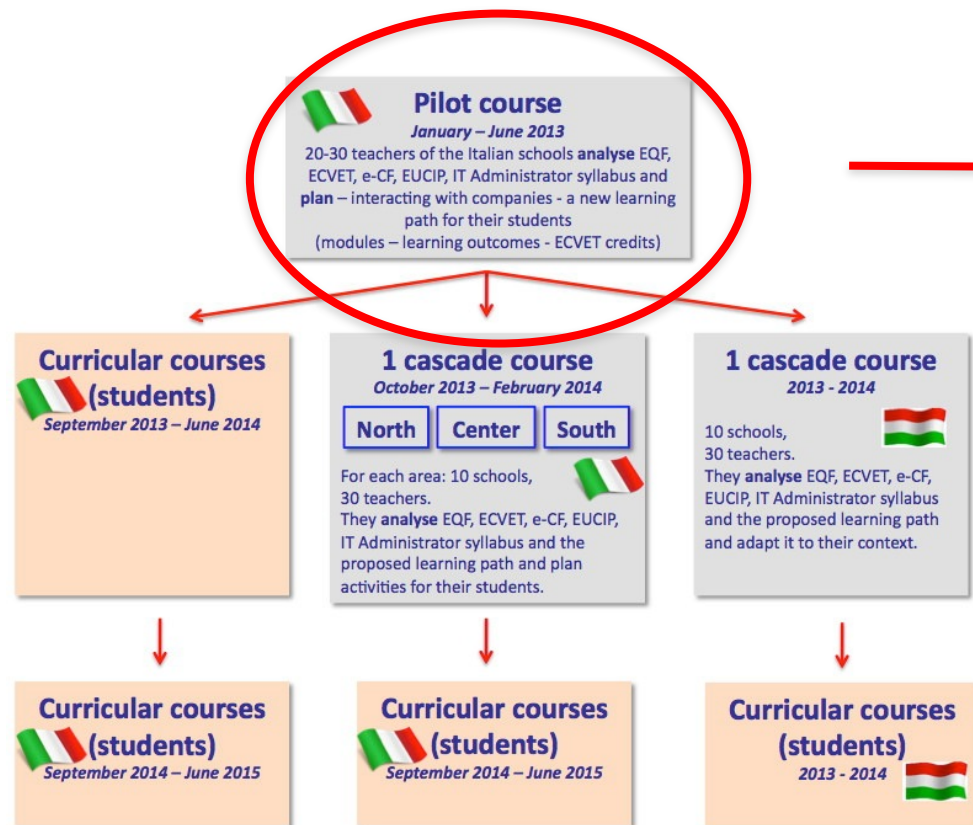 Pilot course
January – June 2013
20-30 teachers of the Italian schools analyse EQF,
ECVET, e-CF, EUCIP, IT Administrator syllabus and
plan – interacting with companies - a new learning
path for their students
(modules – learning outcomes - ECVET credits)
Curricular courses
(students)
September 2013 – June 2014
1 cascade course
October 2013 – February 2014
North
Center
South
For each area: 10 schools,
30 teachers.
They analyse EQF, ECVET, e-CF, EUCIP,
IT Administrator syllabus and the
proposed learning path and plan
activities for their students.
1 cascade course
2013 - 2014
10 schools,
30 teachers.
They analyse EQF, ECVET, e-CF,
EUCIP, IT Administrator syllabus
and the proposed learning path
and adapt it to their context.
Curricular courses
(students)
September 2014 – June 2015
Curricular courses
(students)
September 2014 – June 2015
Curricular courses
(students)
2013 - 2014